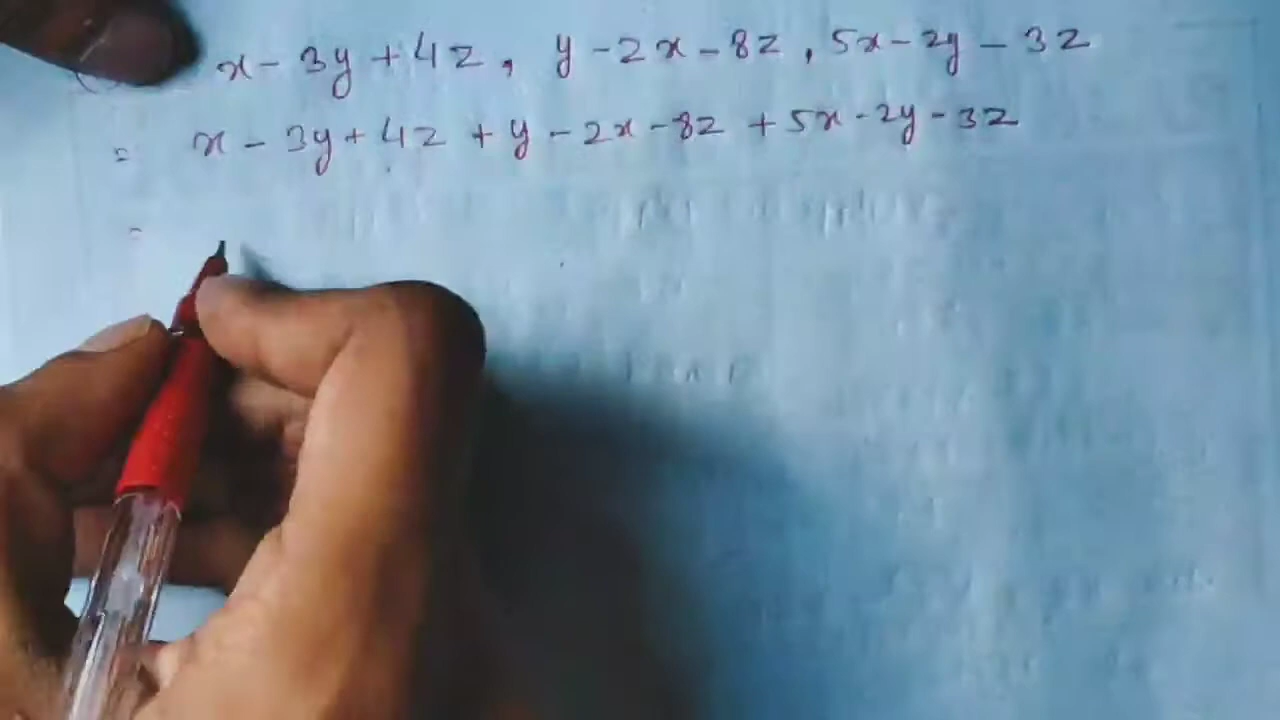 x - 3y + 4z , y - 2x - 8z , 5x - 2y - 3z
= x - 3y + 4z + y - 2x - 8z + 5x - 2y - 3z
=